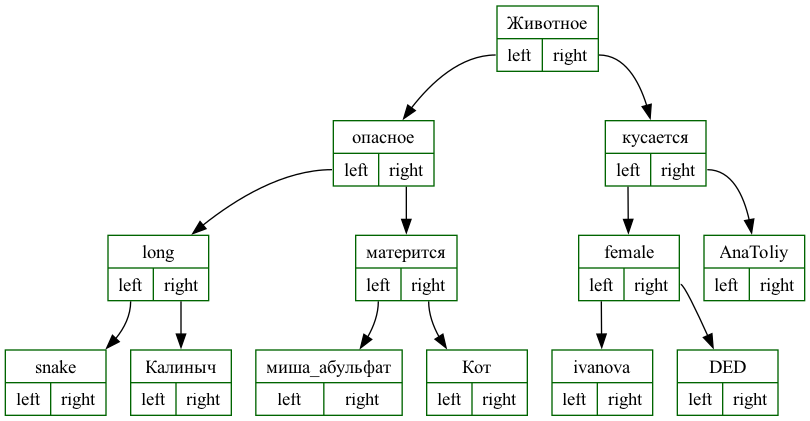 Животное
left right
опасное
left right
кусается
left right
long
left right
матерится
left right
female
left right
AnaToliy
left right
snake
left right
Калиныч
left right
миша_абульфат
left right
Кот
left right
ivanova
left right
DED
left right